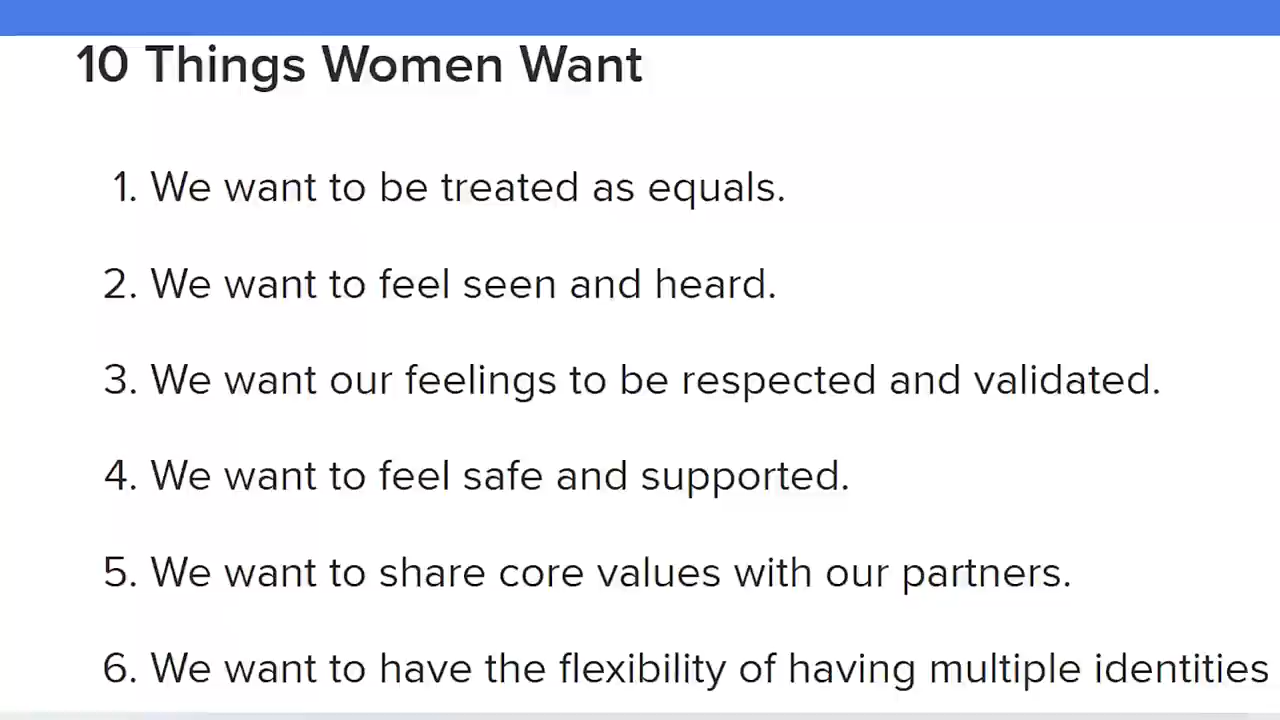 10 Things Women Want
1. We want to be treated as equals.
2. We want to feel seen and heard.
3. We want our feelings to be respected and validated.
4. We want to feel safe and supported.
5. We want to share core values with our partners.
6. We want to have the flexibility of having multiple identities